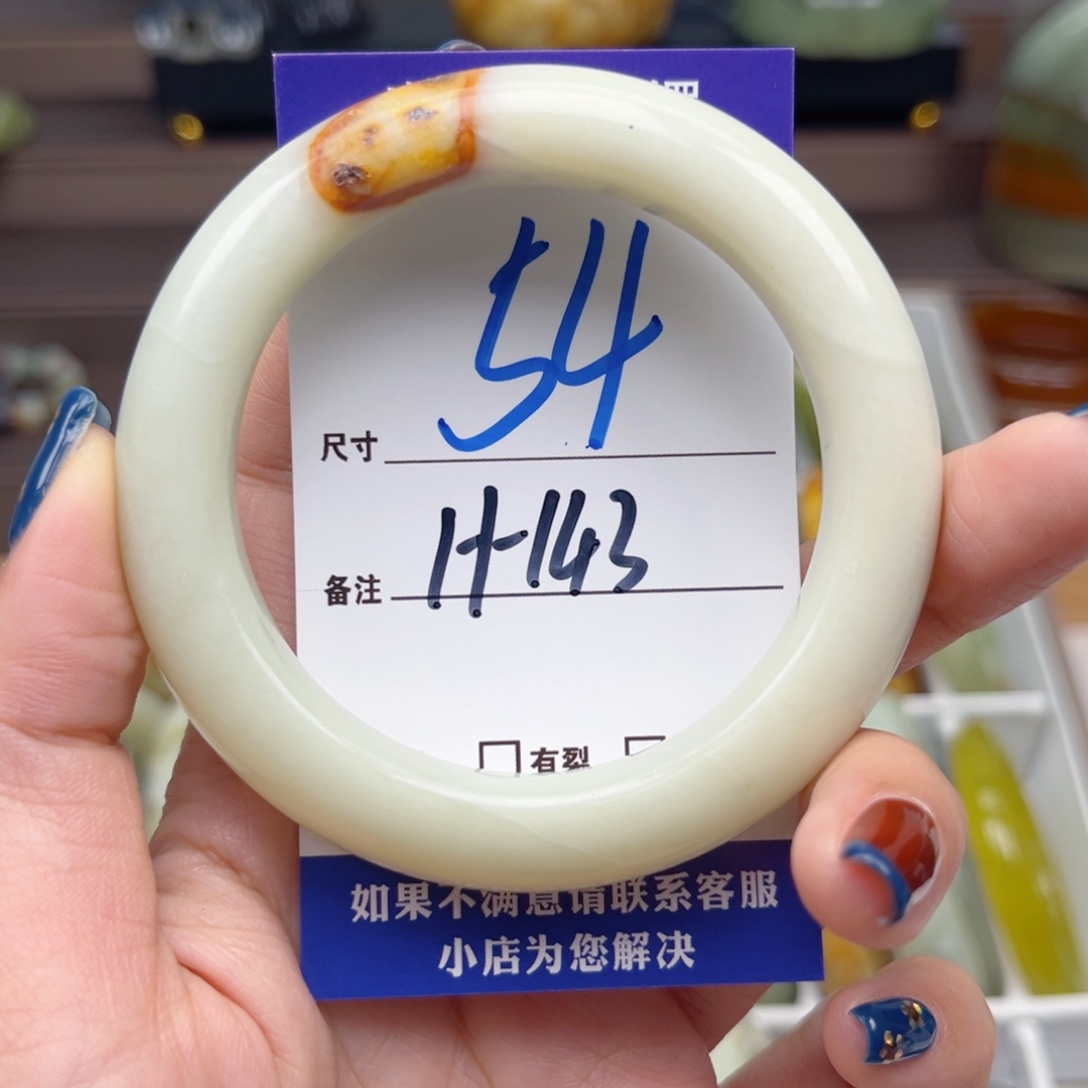 尺寸 54
备注 H-143
有裂
如果不满意请联系客服
小店为您解决